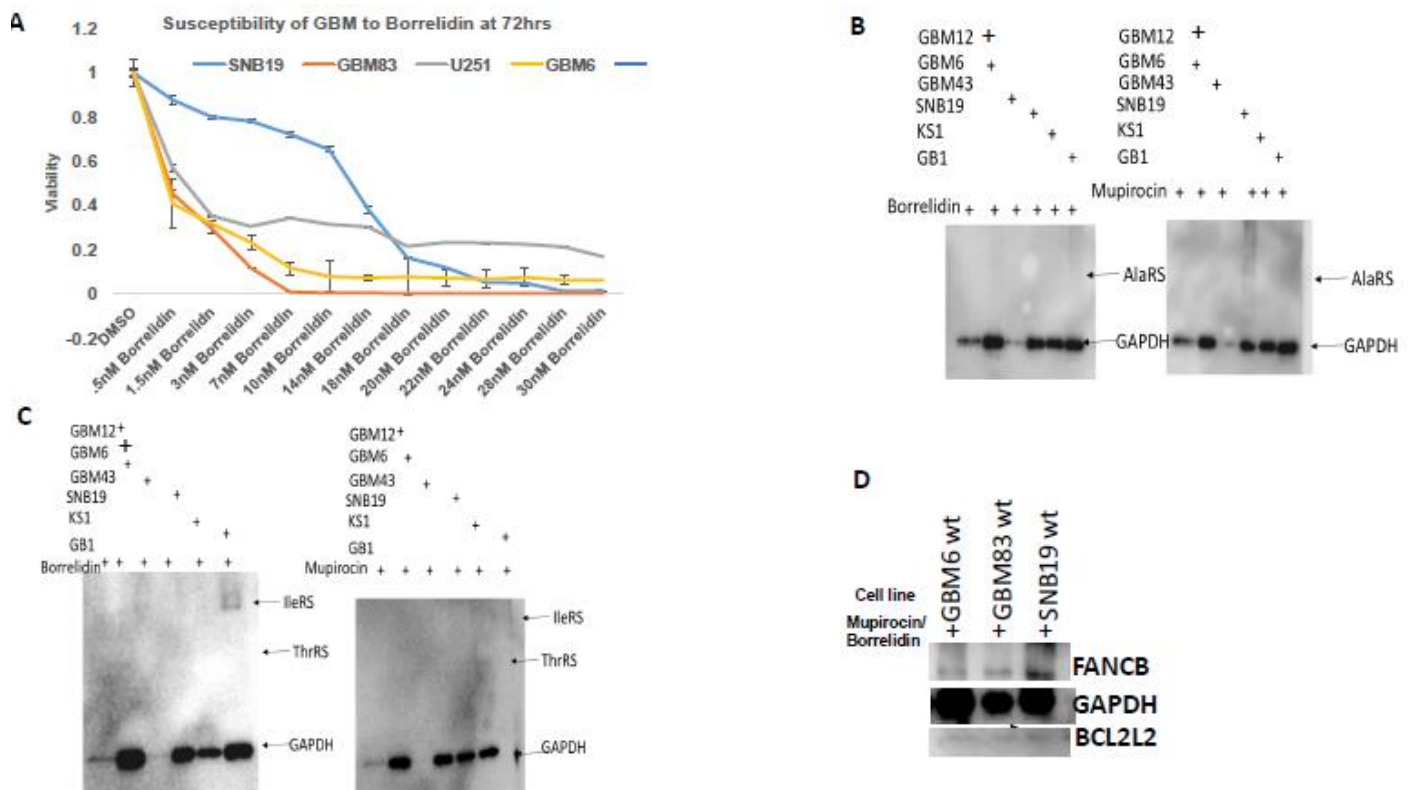 A
Susceptibility of GBM to Borrelidin at 72hrs
SNB19 GBM83 U251 GBM6
Viability
1.2
1
0.8
0.6
0.4
0.2
0
-0.2
DMSO
.5nM Borrelidin
1.5nM Borrelidin
3nM Borrelidin
7nM Borrelidin
10nM Borrelidin
14nM Borrelidin
18nM Borrelidin
20nM Borrelidin
22nM Borrelidin
24nM Borrelidin
28nM Borrelidin
30nM Borrelidin
B
GBM12 +
GBM6 +
GBM43 +
SNB19 +
KS1 +
GB1 +
Borrelidin + + + + + +
AlaRS
GAPDH
GBM12 +
GBM6 +
GBM43 +
SNB19 +
KS1 +
GB1 +
Mupirocin + + + + + +
AlaRS
GAPDH
C
GBM12 +
GBM6 +
+
GBM43 +
SNB19 +
KS1 +
GB1 +
Borrelidin + + + + + +
IleRS
ThrRS
GAPDH
GBM12 +
GBM6 +
GBM43 +
SNB19 +
KS1 +
GB1 +
Mupirocin + + + + + +
IleRS
ThrRS
GAPDH
D
Cell line
+GBM6 wt
+GBM83 wt
+SNB19 wt
Mupirocin/
Borrelidin
FANCB
GAPDH
BCL2L2